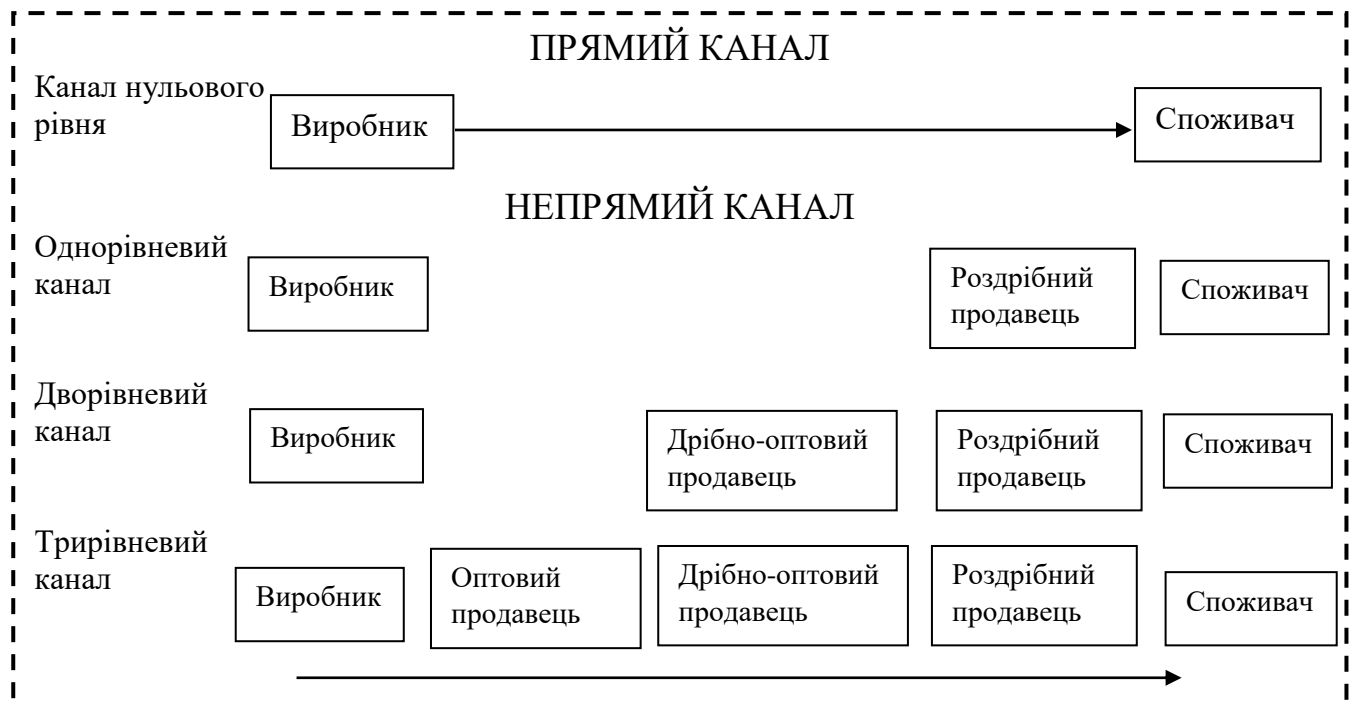 ПРЯМИЙ КАНАЛ
Канал нульового
рівня
Виробник
Споживач
НЕПРЯМИЙ КАНАЛ
Однорівневий
канал
Виробник
Роздрібний
продавець
Споживач
Дворівневий
канал
Виробник
Дрібно-оптовий
продавець
Роздрібний
продавець
Споживач
Трирівневий
канал
Виробник
Оптовий
продавець
Дрібно-оптовий
продавець
Роздрібний
продавець
Споживач